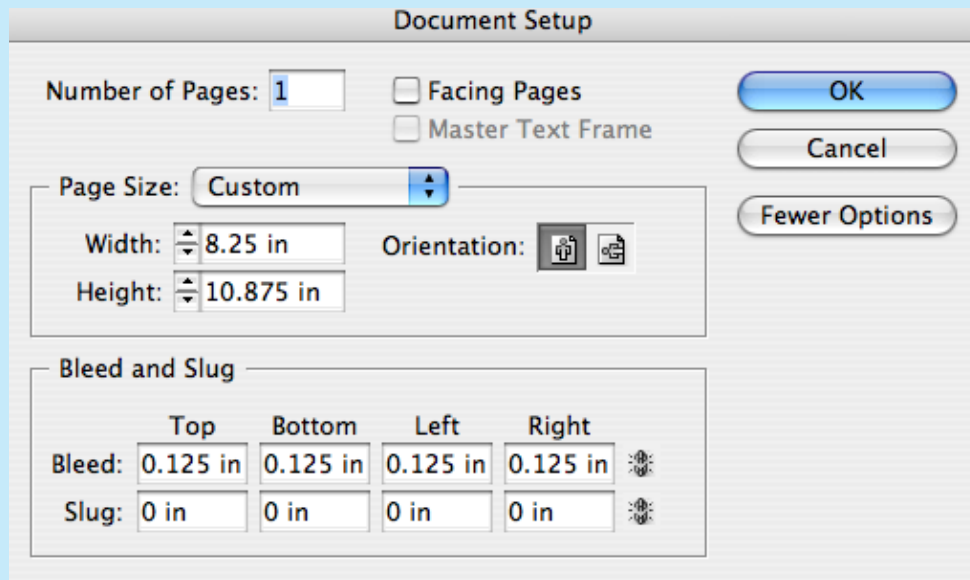 Document Setup
Number of Pages: 1
Facing Pages
OK
Master Text Frame
Cancel
Page Size: Custom
Fewer Options
Width: 8.25 in
Orientation:
Height: 10.875 in
Bleed and Slug
Top Bottom Left Right
Bleed: 0.125 in 0.125 in 0.125 in 0.125 in
Slug: 0 in 0 in 0 in 0 in